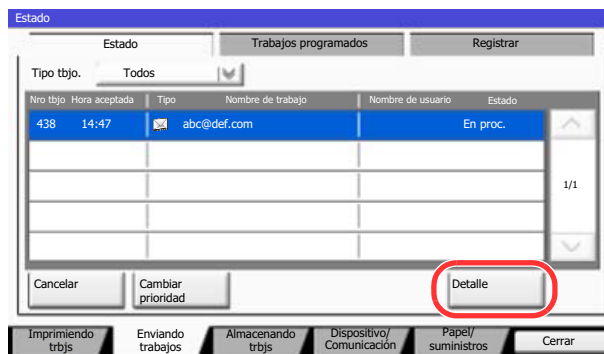 Estado
Estado Trabajos programados Registrar
Tipo tbjo. Todos
Nro tbjo Hora aceptada Tipo Nombre de trabajo Nombre de usuario Estado
438 14:47 abc@def.com En proc.
1/1
Cancelar Cambiar prioridad Detalle
Imprimiendo trbjs Enviando trabajos Almacenando trbjs Dispositivo/ Comunicación Papel/ suministros Cerrar